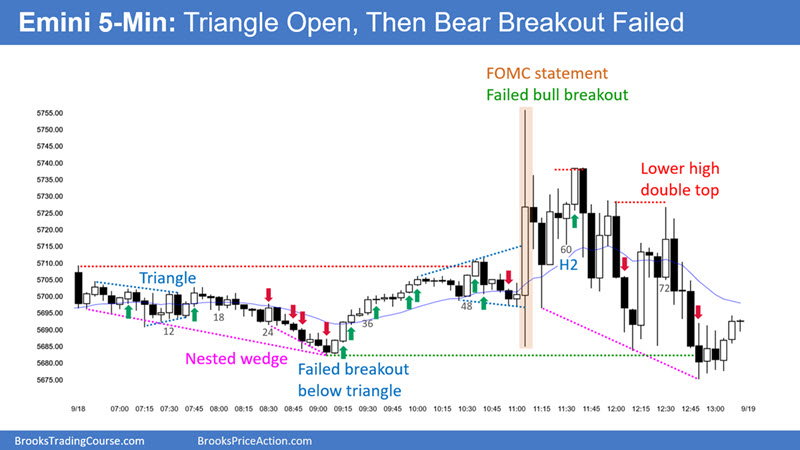 Emini 5-Min: Triangle Open, Then Bear Breakout Failed
FOMC statement
Failed bull breakout
5755.00
5750.00
5745.00
5740.00
5735.00
5730.00
5725.00
5720.00
5715.00
5710.00
5705.00
5700.00
5695.00
5690.00
5685.00
5680.00
5675.00
Lower high
double top
Triangle
60
H2
72
48
12
18
24
36
Nested wedge
Failed breakout
below triangle
9/18 07:00 07:15 07:30 07:45 08:00 08:15 08:30 08:45 09:00 09:15 09:30 09:45 10:00 10:15 10:30 10:45 11:00 11:15 11:30 11:45 12:00 12:15 12:30 12:45 13:00 9/19
BrooksTradingCourse.com BrooksPriceAction.com